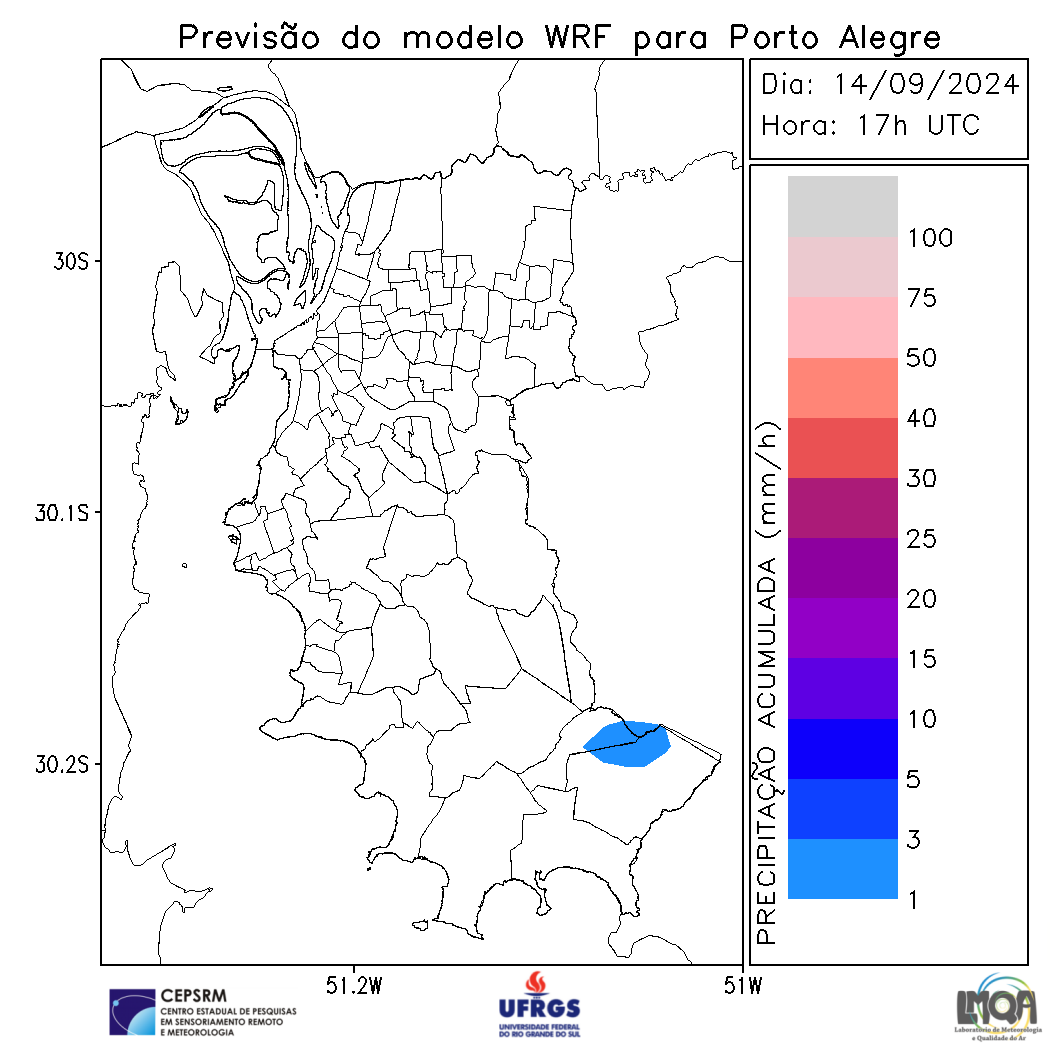 Previsão do modelo WRF para Porto Alegre
Dia: 14/09/2024
Hora: 17h UTC
30S
30.1S
30.2S
51.2W
51W
PRECIPITAÇÃO ACUMULADA (mm/h)
100
75
50
40
30
25
20
15
10
5
3
1
CEPSRM
CENTRO ESTADUAL DE PESQUISAS
EM SENSORIAMENTO REMOTO
E METEOROLOGIA
UFRGS
UNIVERSIDADE FEDERAL
DO RIO GRANDE DO SUL
LMQA
Laboratório de Meteorologia
e Qualidade do Ar